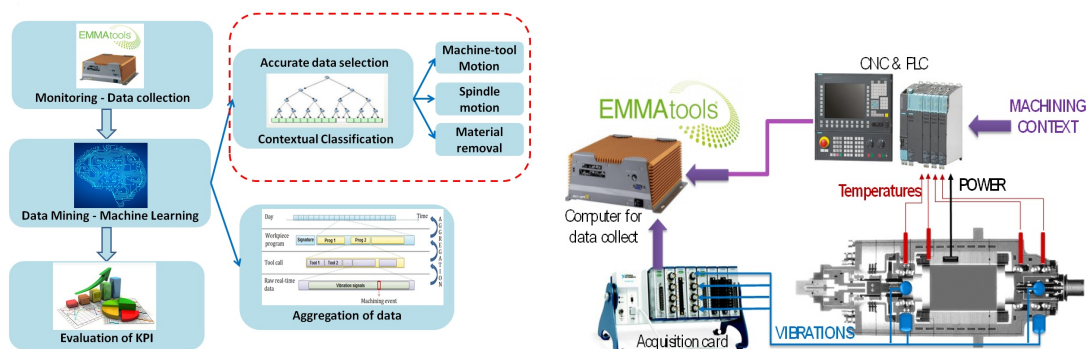 EMMAtools
Monitoring - Data collection
Data Mining - Machine Learning
Evaluation of KPI
Accurate data selection
Contextual Classification
Machine-tool
Motion
Spindle
motion
Material
removal
Day
Time
Workpiece
program
Signature
Prog 1
Prog 2
Tool call
Tool 1
Tool 2
Raw real-time
data
Vibration signals
Machining event
AGGREGATION
Aggregation of data
CNC & PLC
EMMAtools
MACHINING
CONTEXT
Temperatures
POWER
Computer for
data collect
Acquisition card
VIBRATIONS